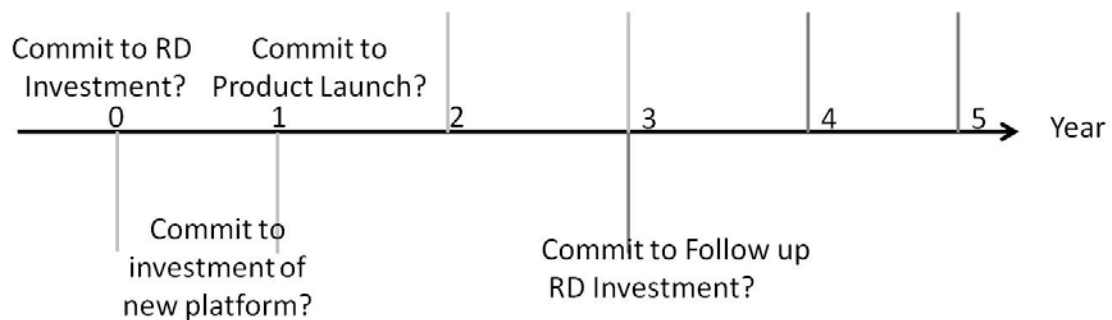 Commit to RD
Investment?
Commit to
Product Launch?
0 1 2 3 4 5 Year
Commit to
investment of
new platform?
Commit to Follow up
RD Investment?